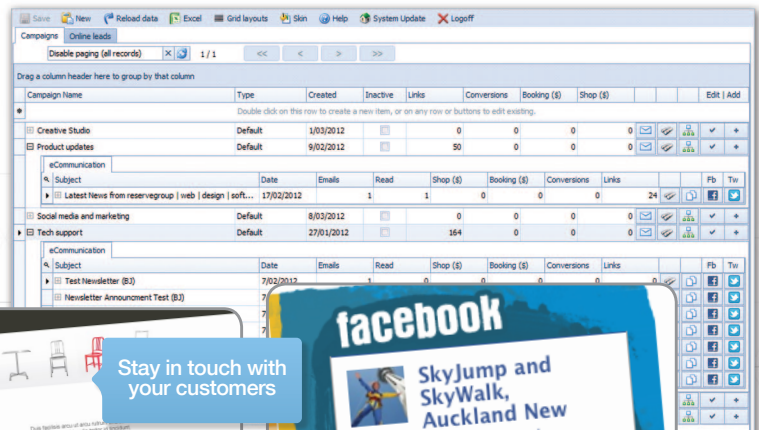 Save New Reload data Excel Grid layouts Skin Help System Update Logoff
Campaigns Online leads
Disable paging (all records) 1 / 1 << < > >>
Drag a column header here to group by that column
Campaign Name Type Created Inactive Links Conversions Booking ($) Shop ($) Edit | Add
Double click on this row to create a new item, or on any row or buttons to edit existing.
Creative Studio Default 1/03/2012 0 0 0 0
Product updates Default 9/02/2012 50 0 0 0
eCommunication
Subject Date Emails Read Shop ($) Booking ($) Conversions Links Fb Tw
Latest News from reservegroup | web | design | soft... 17/02/2012 1 1 0 0 0 24
Social media and marketing Default 8/03/2012 0 0 0 0
Tech support Default 27/01/2012 164 0 0 0
eCommunication
Subject Date Emails Read Shop ($) Booking ($) Conversions Links Fb Tw
Test Newsletter (BJ) 7/02/2012 1 0 0 0 0 0
Newsletter Announcment Test (BJ) 7
7
7
7
7
Stay in touch with
your customers
facebook
SkyJump and
SkyWalk,
Auckland New